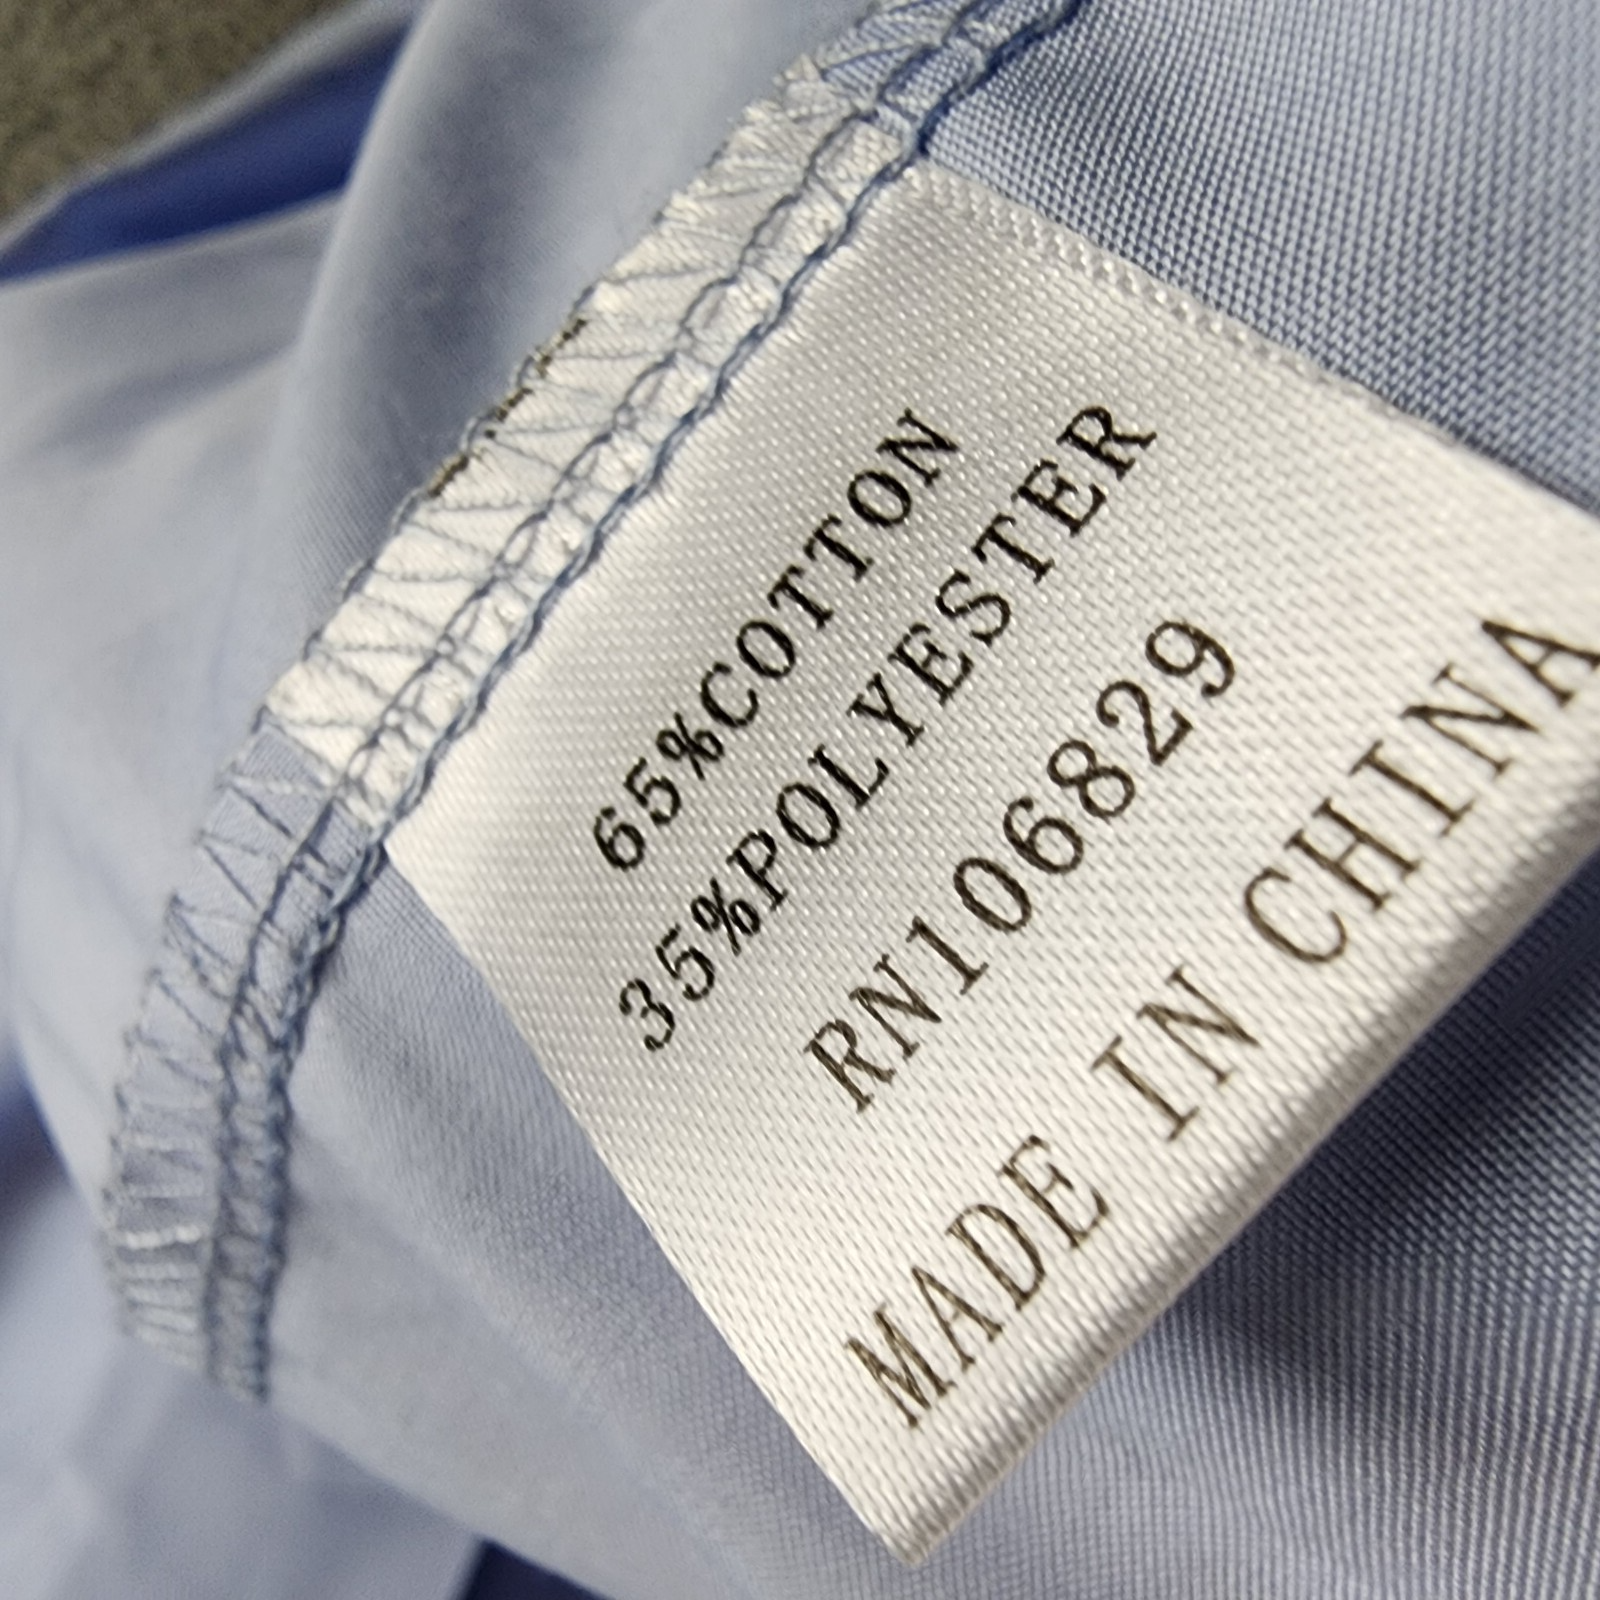 65%COTTON
35%POLYESTER
RN106829
MADE IN CHINA